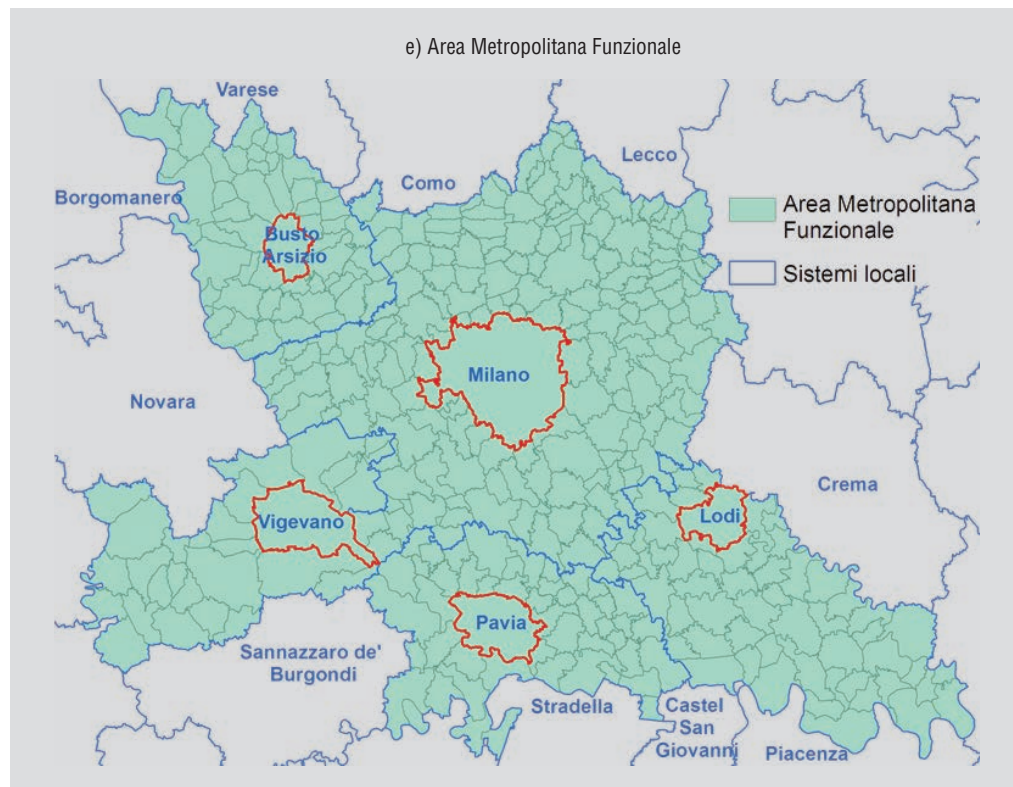 e) Area Metropolitana Funzionale
Varese
Lecco
Como
Borgomanero
Area Metropolitana
Funzionale
Busto
Arsizio
Sistemi locali
Milano
Novara
Crema
Vigevano
Lodi
Pavia
Sannazzaro de'
Burgondi
Stradella
Castel
San
Giovanni
Piacenza